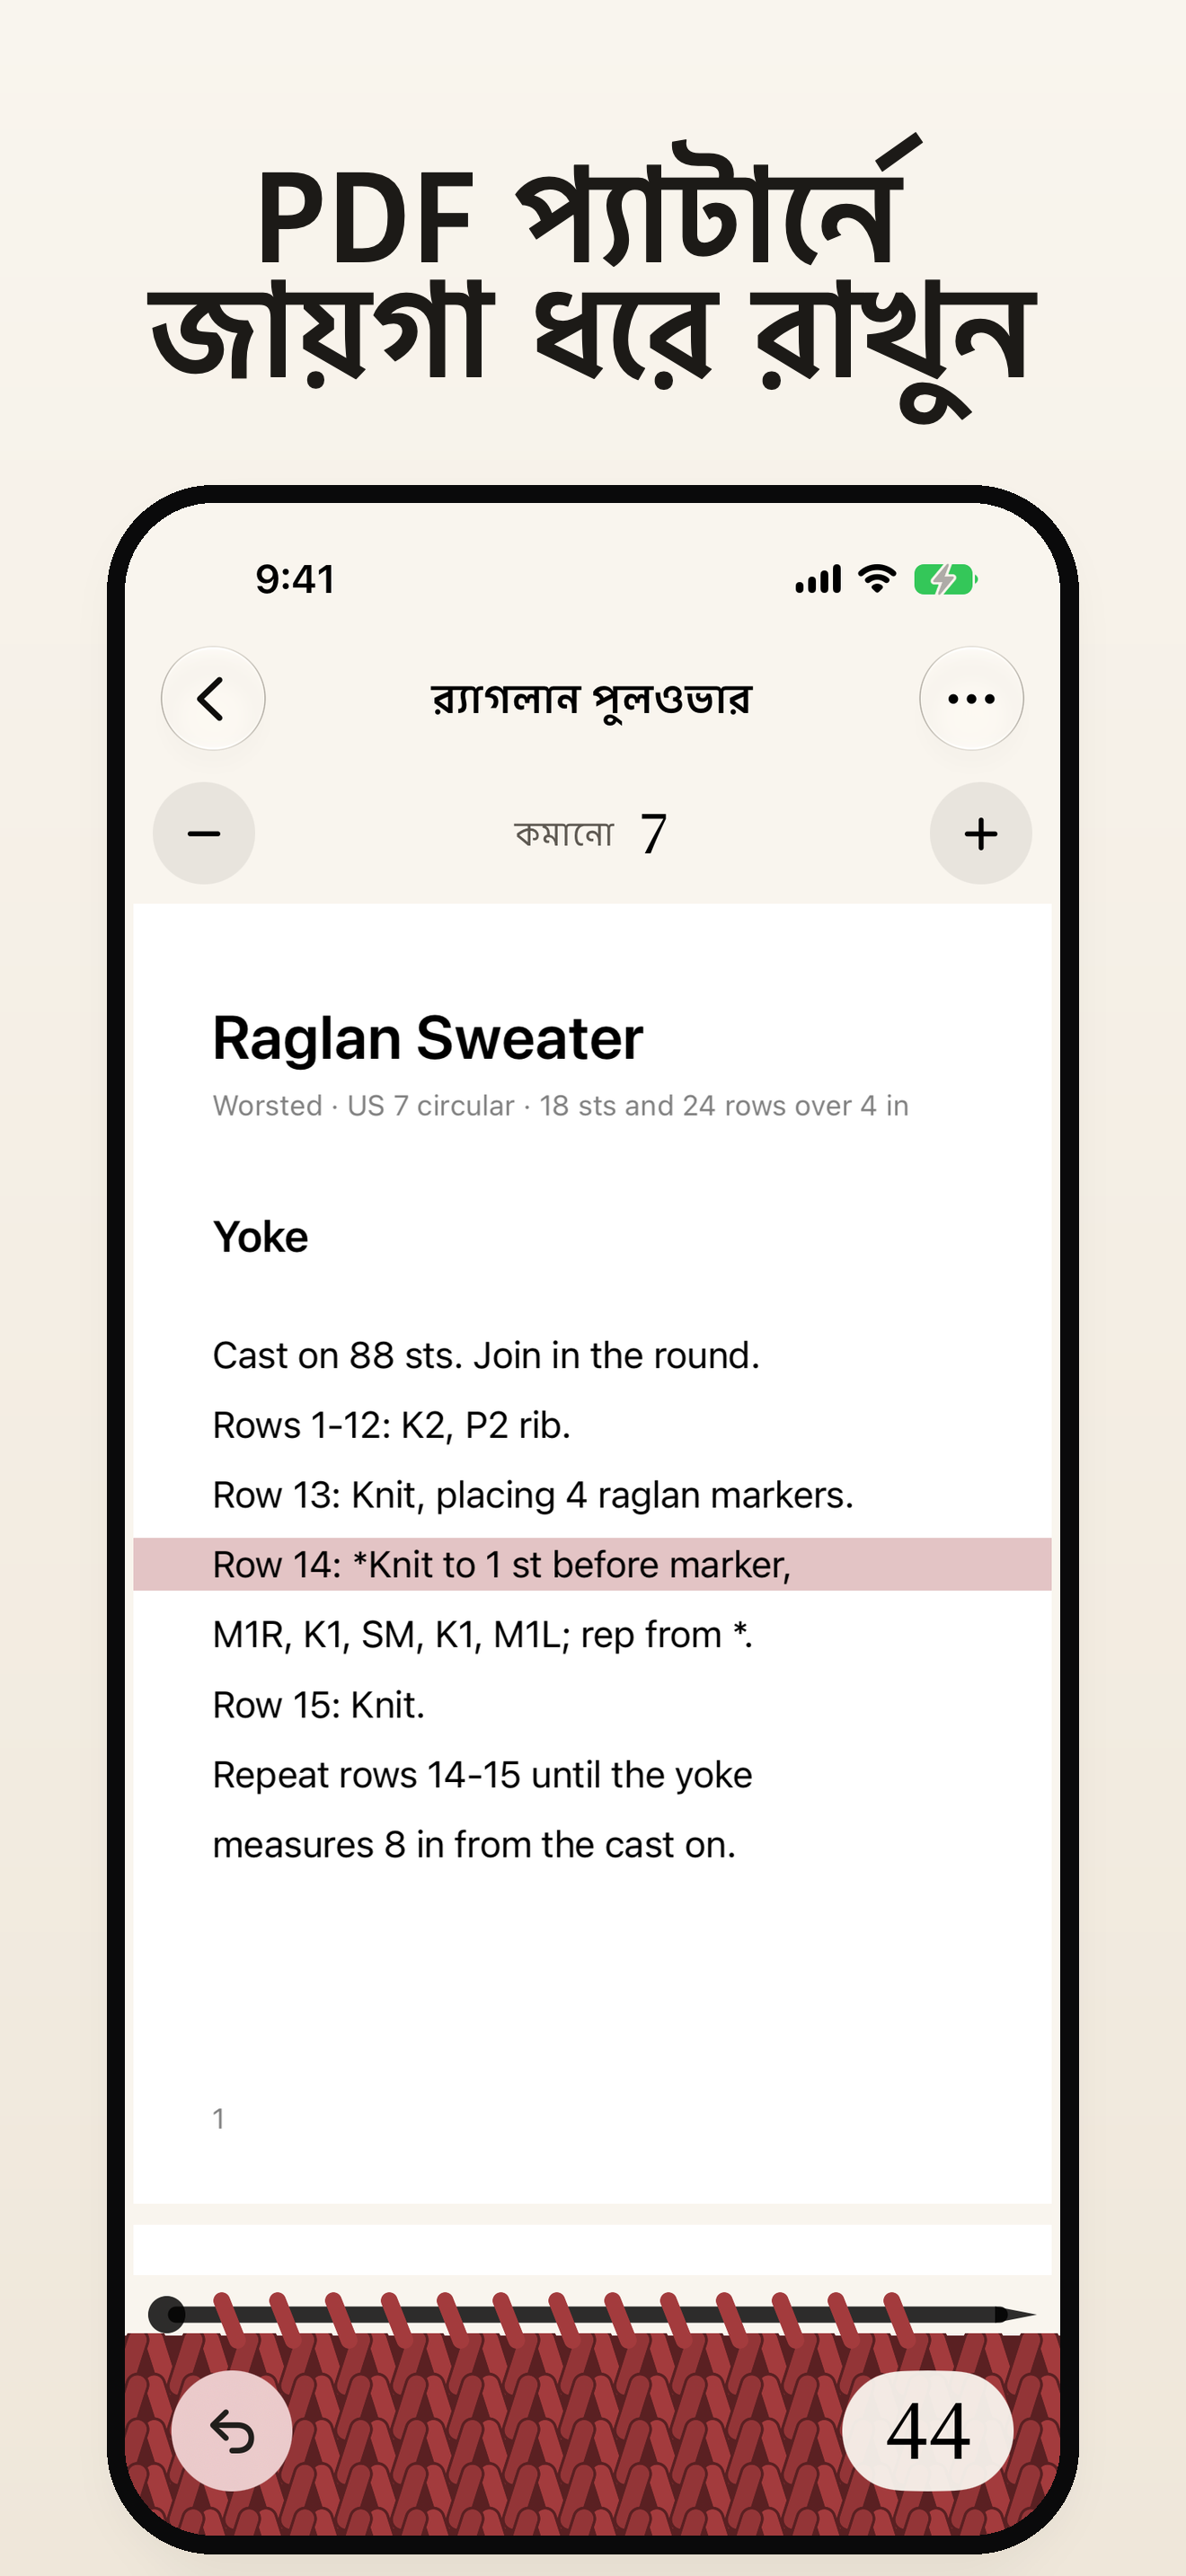 PDF প্যাটার্নে
জায়গা ধরে রাখুন
9:41
র‍্যাগলান পুলওভার
কমানো 7
Raglan Sweater
Worsted · US 7 circular · 18 sts and 24 rows over 4 in
Yoke
Cast on 88 sts. Join in the round.
Rows 1-12: K2, P2 rib.
Row 13: Knit, placing 4 raglan markers.
Row 14: *Knit to 1 st before marker,
M1R, K1, SM, K1, M1L; rep from *.
Row 15: Knit.
Repeat rows 14-15 until the yoke
measures 8 in from the cast on.
1
44